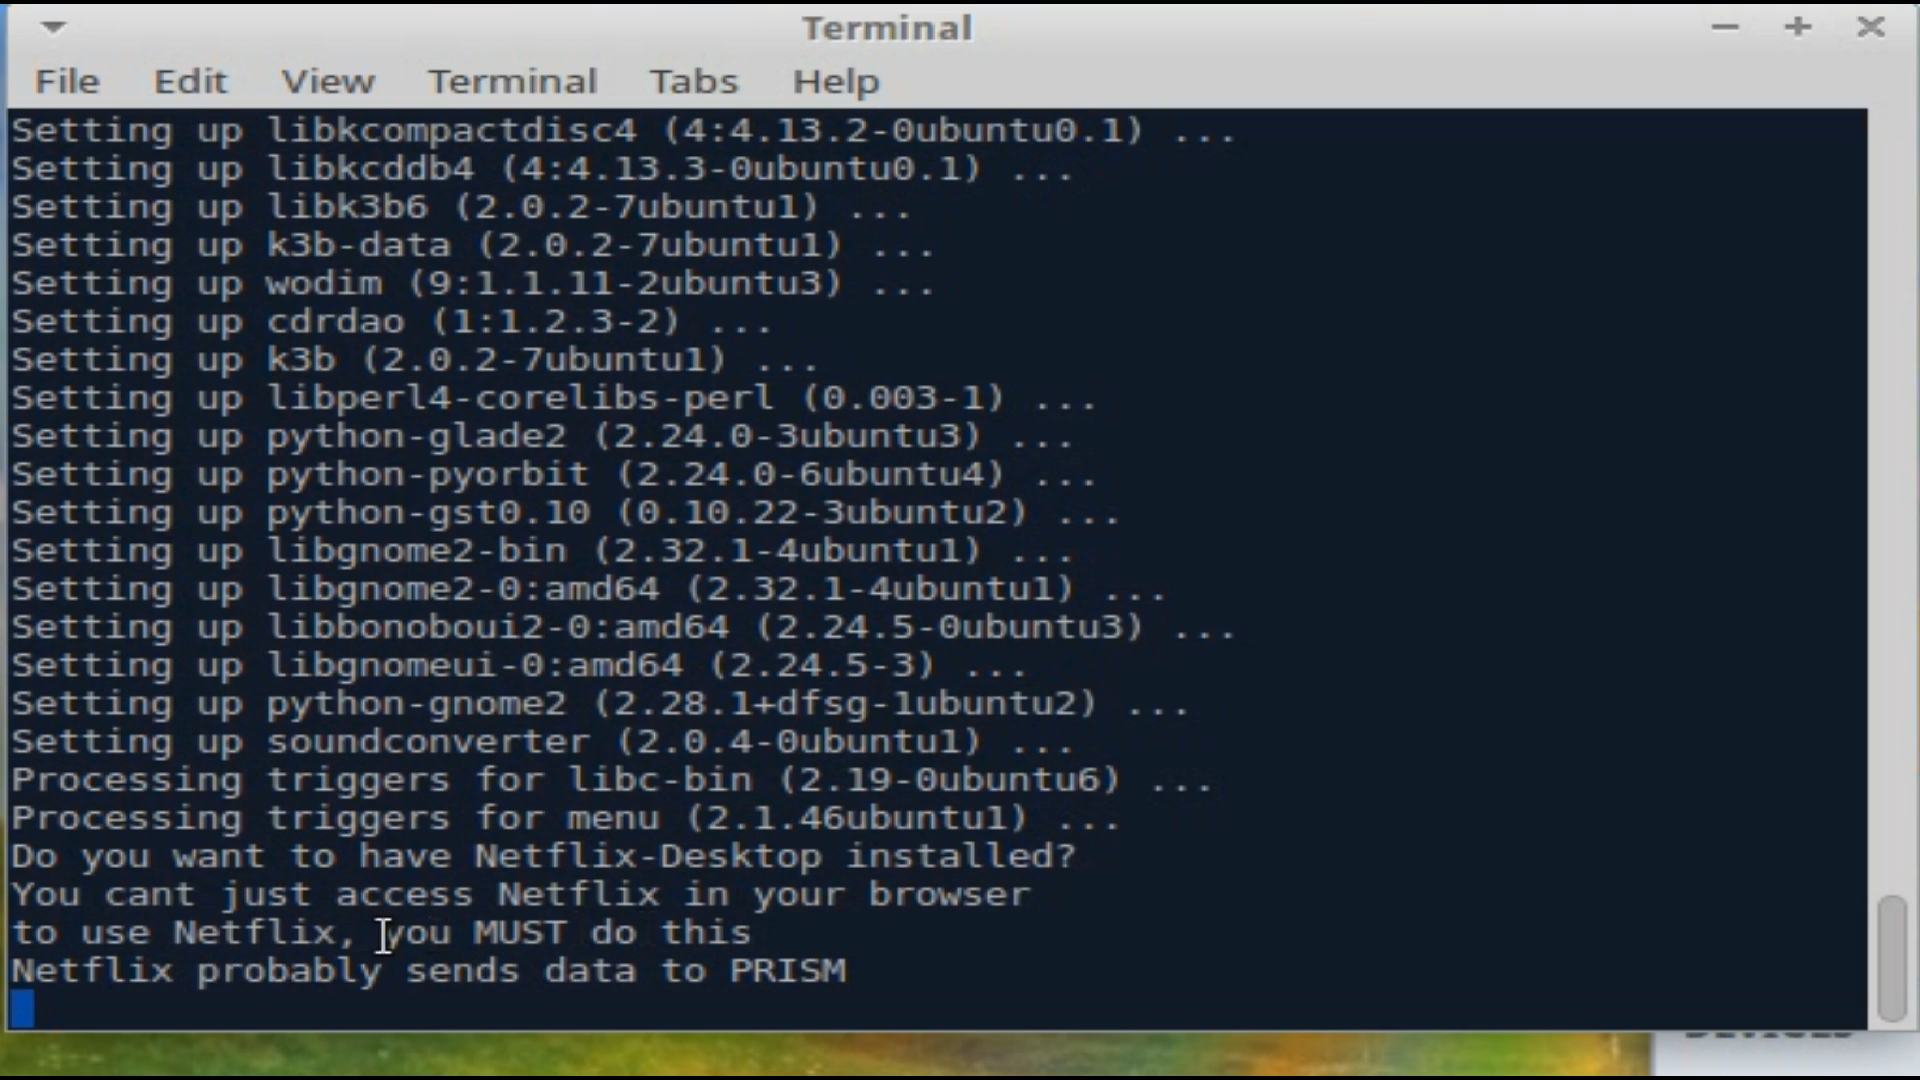 Terminal
File Edit View Terminal Tabs Help
Setting up libkcompactdisc4 (4:4.13.2-0ubuntu0.1) ...
Setting up libkcddb4 (4:4.13.3-0ubuntu0.1) ...
Setting up libk3b6 (2.0.2-7ubuntu1) ...
Setting up k3b-data (2.0.2-7ubuntu1) ...
Setting up wodim (9:1.1.11-2ubuntu3) ...
Setting up cdrdao (1:1.2.3-2) ...
Setting up k3b (2.0.2-7ubuntu1) ...
Setting up libperl4-corelibs-perl (0.003-1) ...
Setting up python-glade2 (2.24.0-3ubuntu3) ...
Setting up python-pyorbit (2.24.0-6ubuntu4) ...
Setting up python-gst0.10 (0.10.22-3ubuntu2) ...
Setting up libgnome2-bin (2.32.1-4ubuntu1) ...
Setting up libgnome2-0:amd64 (2.32.1-4ubuntu1) ...
Setting up libbonoboui2-0:amd64 (2.24.5-0ubuntu3) ...
Setting up libgnomeui-0:amd64 (2.24.5-3) ...
Setting up python-gnome2 (2.28.1+dfsg-1ubuntu2) ...
Setting up soundconverter (2.0.4-0ubuntu1) ...
Processing triggers for libc-bin (2.19-0ubuntu6) ...
Processing triggers for menu (2.1.46ubuntu1) ...
Do you want to have Netflix-Desktop installed?
You cant just access Netflix in your browser
to use Netflix, you MUST do this
Netflix probably sends data to PRISM